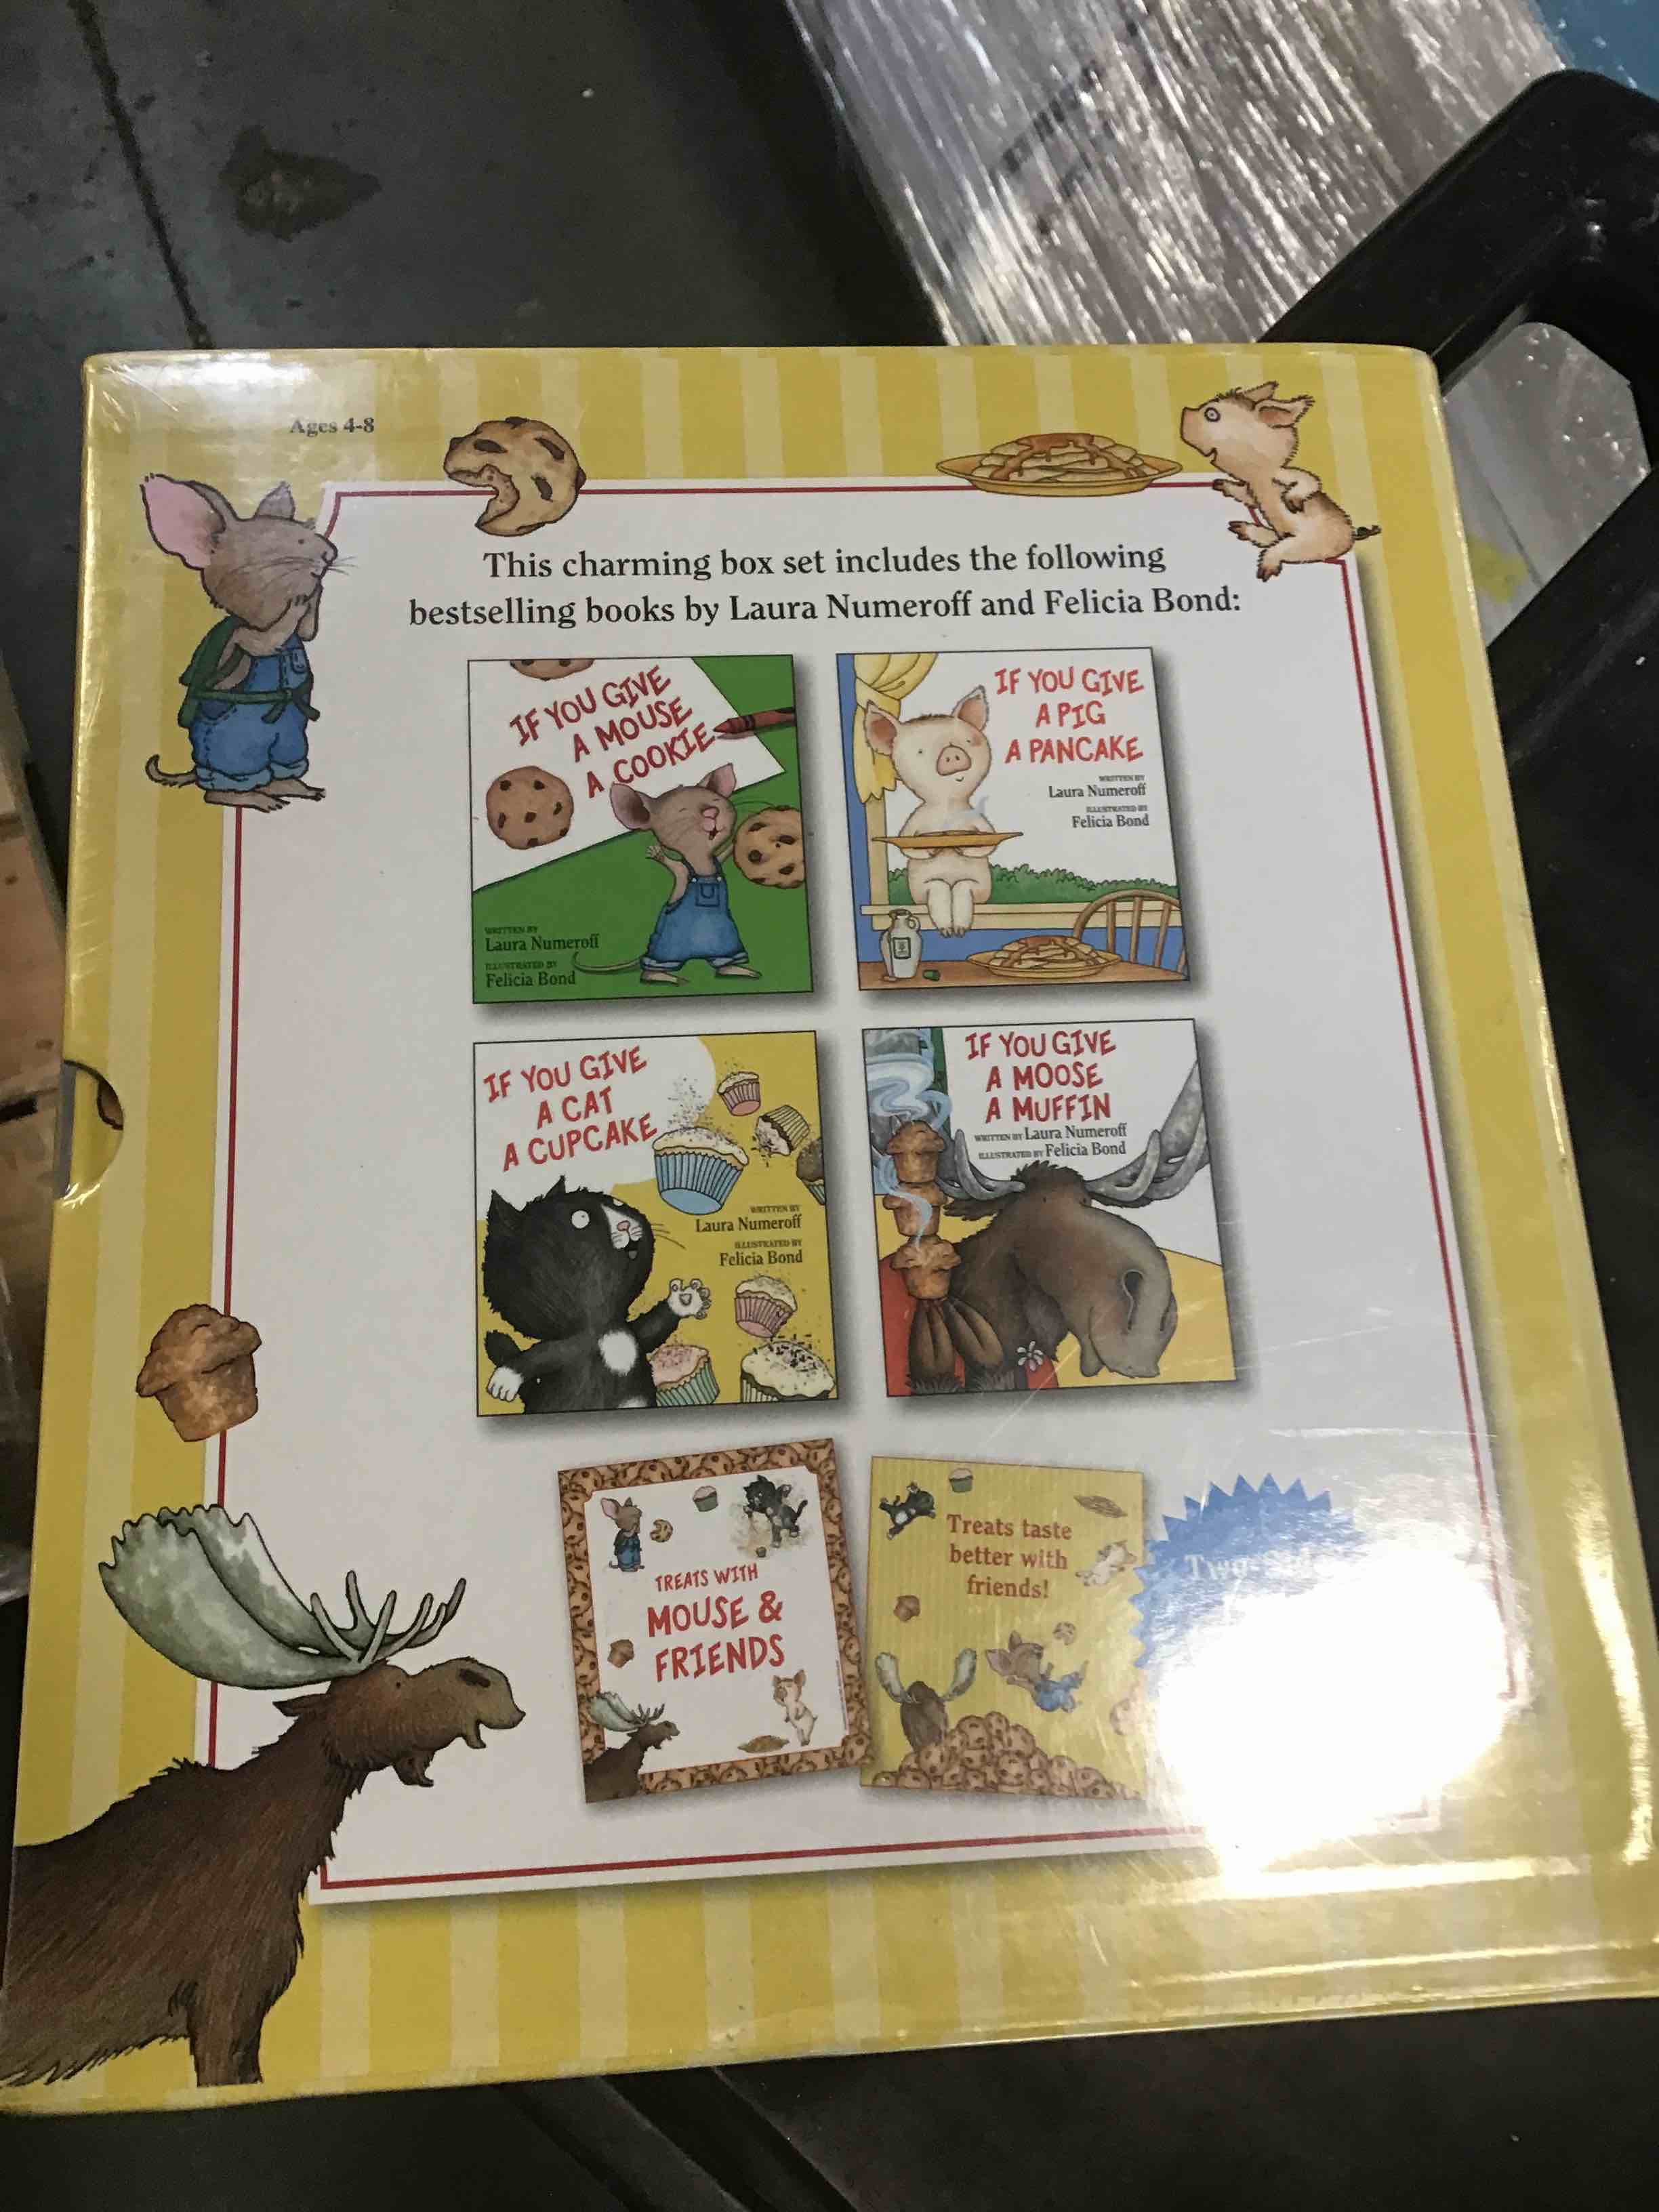 Ages 4-8
This charming box set includes the following
bestselling books by Laura Numeroff and Felicia Bond:
IF YOU GIVE
A MOUSE
A COOKIE
WRITTEN BY
Laura Numeroff
ILLUSTRATED BY
Felicia Bond
IF YOU GIVE
A PIG
A PANCAKE
WRITTEN BY
Laura Numeroff
ILLUSTRATED BY
Felicia Bond
IF YOU GIVE
A CAT
A CUPCAKE
WRITTEN BY
Laura Numeroff
ILLUSTRATED BY
Felicia Bond
IF YOU GIVE
A MOOSE
A MUFFIN
WRITTEN BY Laura Numeroff
ILLUSTRATED BY Felicia Bond
TREATS WITH
MOUSE &
FRIENDS
Treats taste
better with
friends!